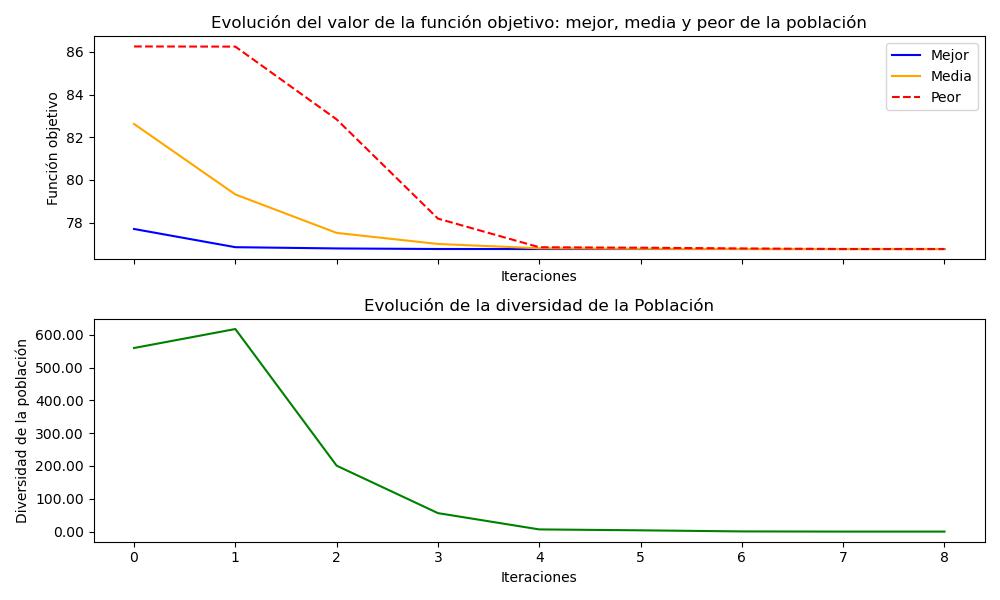 Evolución del valor de la función objetivo: mejor, media y peor de la población
Función objetivo
86
84
82
80
78
Mejor
Media
Peor
Iteraciones
Evolución de la diversidad de la Población
Diversidad de la población
600.00
500.00
400.00
300.00
200.00
100.00
0.00
0 1 2 3 4 5 6 7 8
Iteraciones